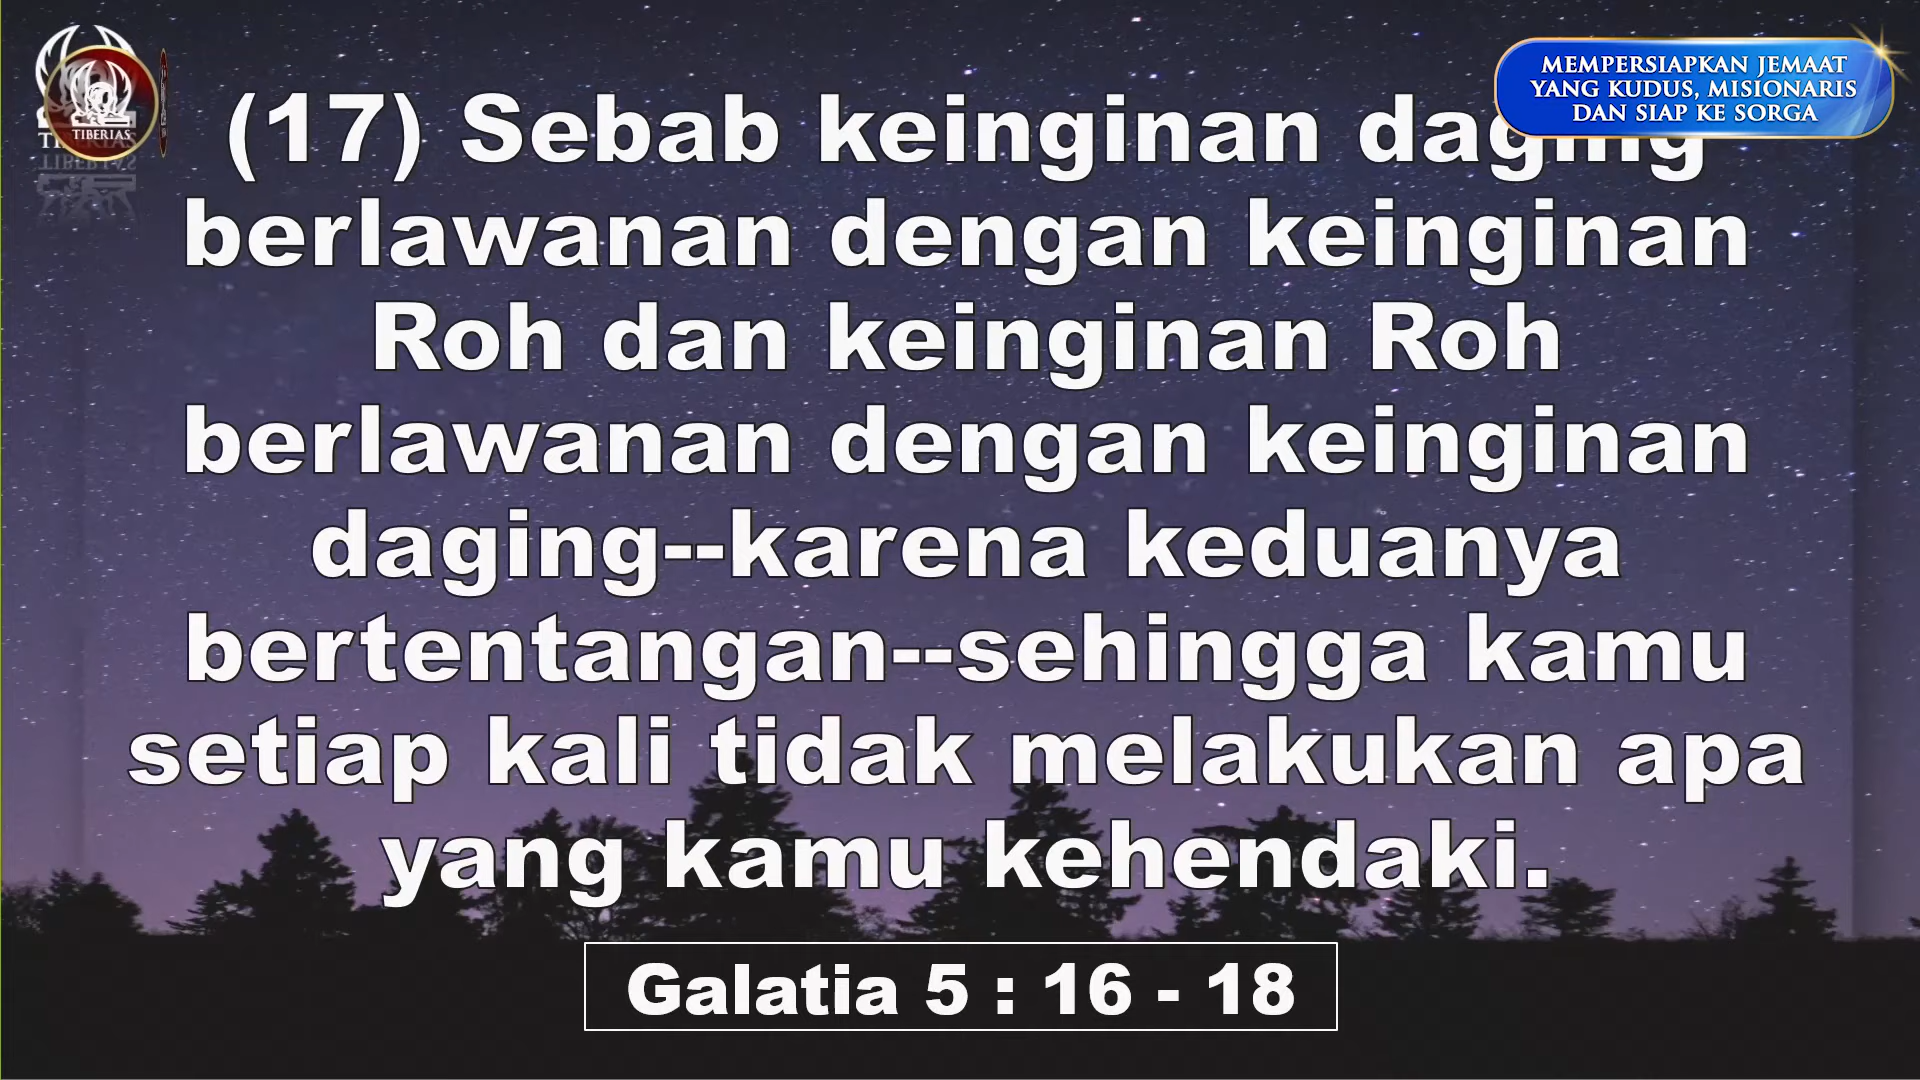 TIBERIAS
MEMPERSIAPKAN JEMAAT
YANG KUDUS, MISIONARIS
DAN SIAP KE SORGA
(17) Sebab keinginan daging
berlawanan dengan keinginan
Roh dan keinginan Roh
berlawanan dengan keinginan
daging--karena keduanya
bertentangan--sehingga kamu
setiap kali tidak melakukan apa
yang kamu kehendaki.
Galatia 5 : 16 - 18